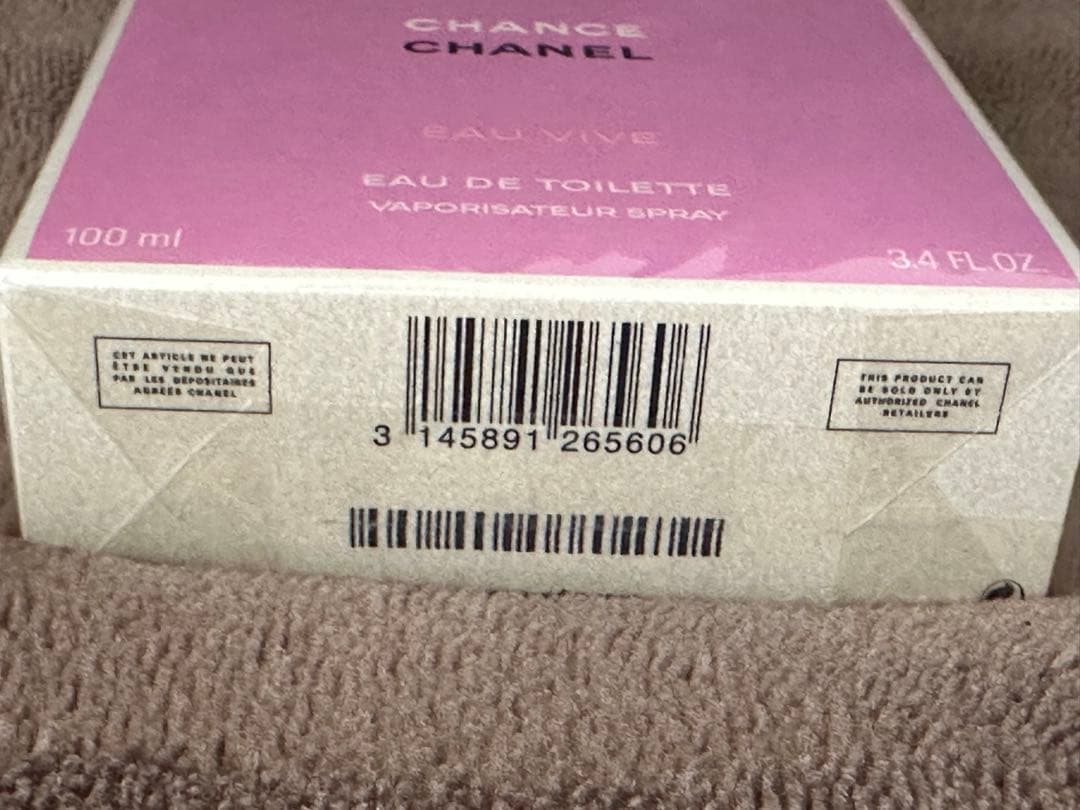 CHANCE
CHANEL
EAU VIVE
EAU DE TOILETTE
VAPORISATEUR SPRAY
100 ml
3.4 FL.OZ.
CET ARTICLE NE PEUT
ÊTRE VENDU QUE
PAR LES DÉPOSITAIRES
AGRÉÉS CHANEL
THIS PRODUCT CAN
BE SOLD ONLY BY
AUTHORIZED CHANEL
RETAILERS
3 145891 265606